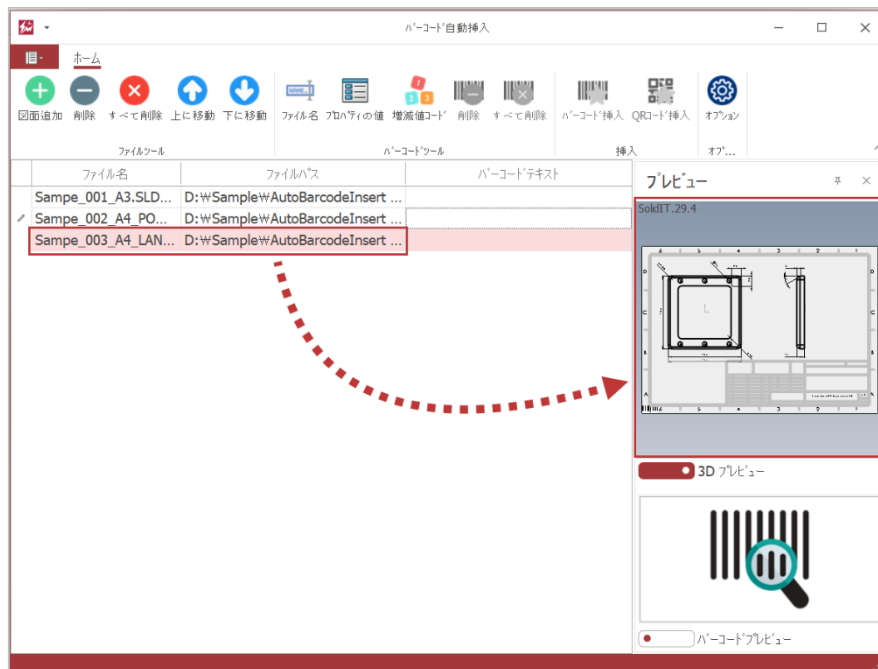 バーコード自動挿入
ホーム
図面追加 削除 すべて削除 上に移動 下に移動 ファイル名 プロパティの値 増減値コード 削除 すべて削除 バーコード挿入 QRコード挿入 オプション
ファイルツール バーコードツール 挿入 オプ...
ファイル名 ファイルパス バーコードテキスト
Sampe_001_A3.SLD... D:₩Sample₩AutoBarcodeInsert ...
Sampe_002_A4_PO... D:₩Sample₩AutoBarcodeInsert ...
Sampe_003_A4_LAN... D:₩Sample₩AutoBarcodeInsert ...
プレビュー
SoldIT.29.4
3D プレビュー
バーコードプレビュー